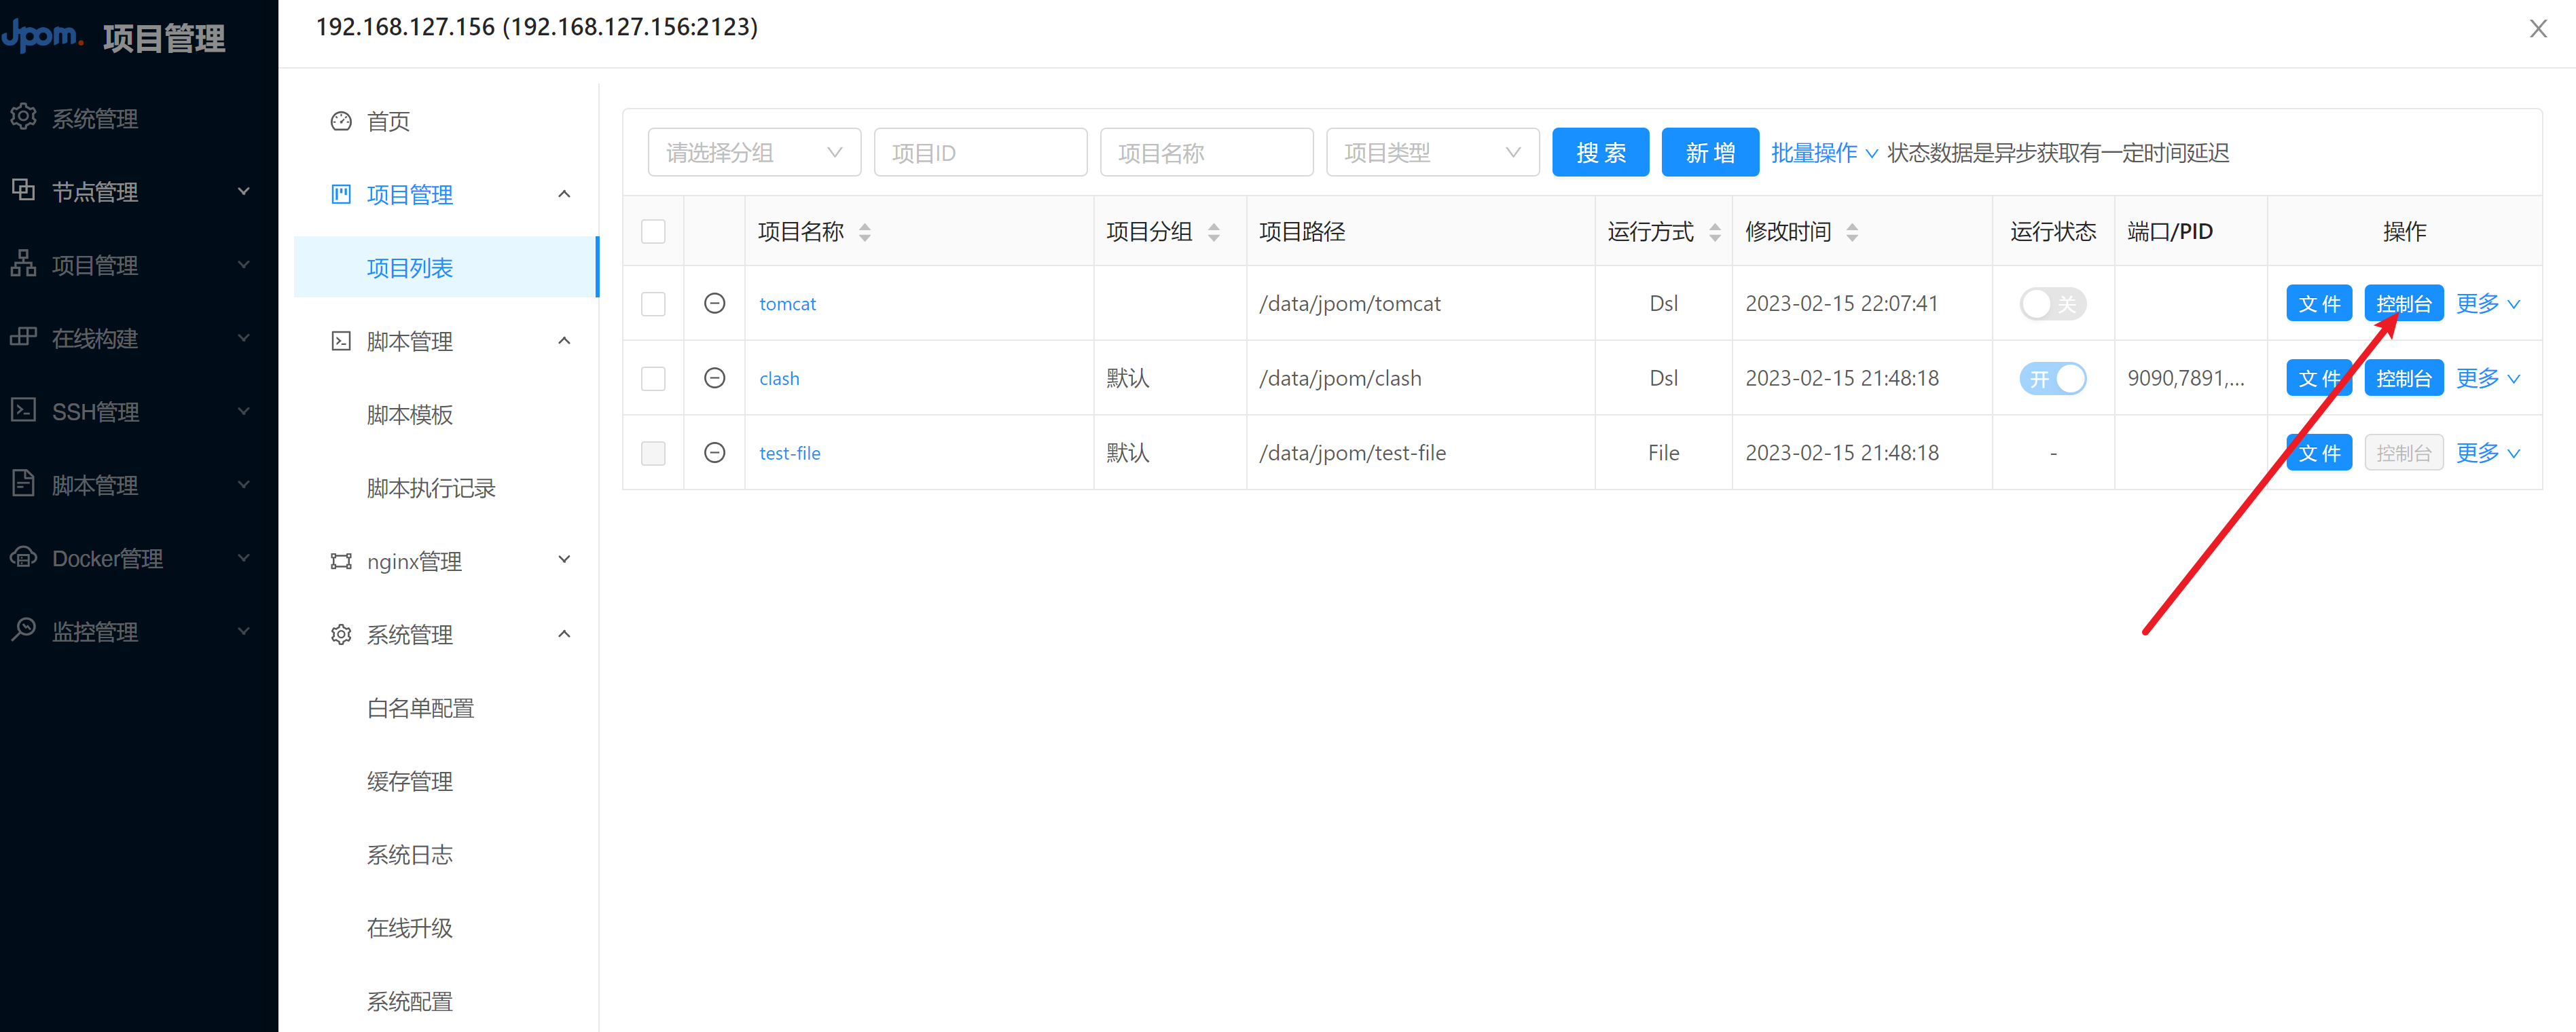 Jpom. 项目管理
系统管理
节点管理
项目管理
在线构建
SSH管理
脚本管理
Docker管理
监控管理
192.168.127.156 (192.168.127.156:2123)
首页
项目管理
项目列表
脚本管理
脚本模板
脚本执行记录
nginx管理
系统管理
白名单配置
缓存管理
系统日志
在线升级
系统配置
请选择分组 项目ID 项目名称 项目类型 搜 索 新 增 批量操作 状态数据是异步获取有一定时间延迟
项目名称 项目分组 项目路径 运行方式 修改时间 运行状态 端口/PID 操作
tomcat /data/jpom/tomcat Dsl 2023-02-15 22:07:41 关 文 件 控制台 更多
clash 默认 /data/jpom/clash Dsl 2023-02-15 21:48:18 开 9090,7891,... 文 件 控制台 更多
test-file 默认 /data/jpom/test-file File 2023-02-15 21:48:18 - 文 件 控制台 更多